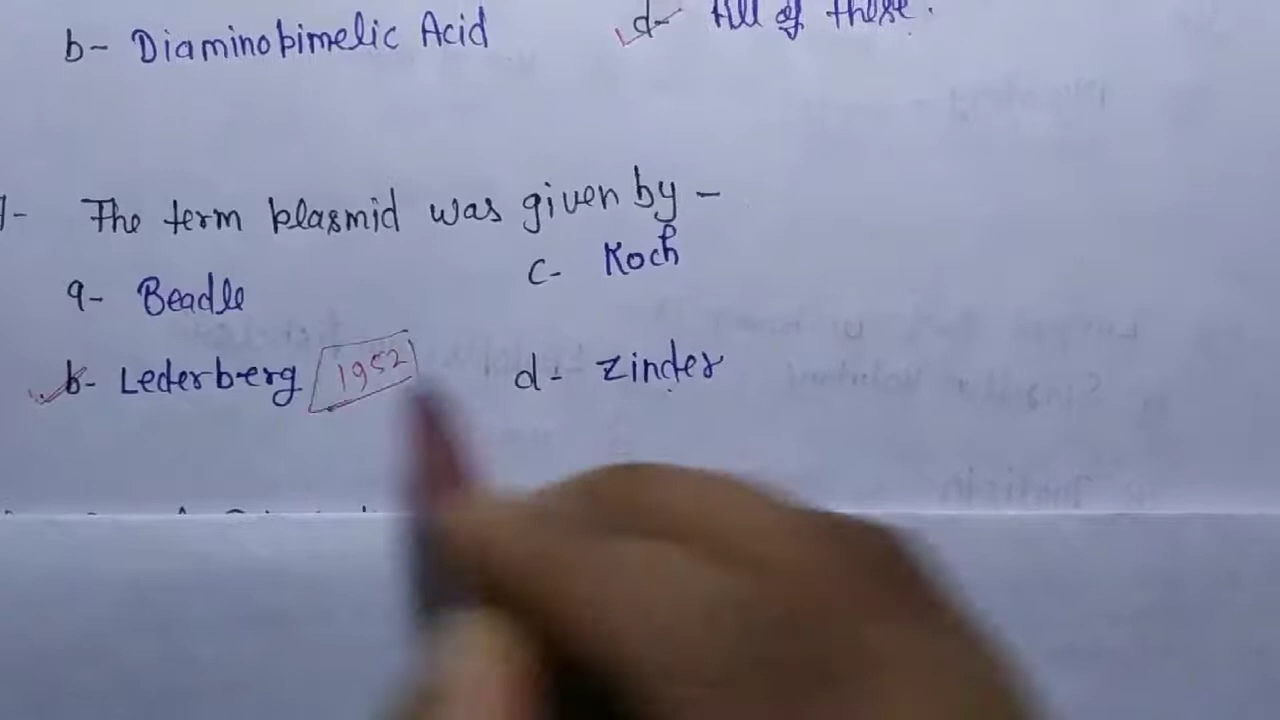 b- Diaminopimelic Acid
d- All of these.
The term plasmid was given by -
a- Beadle
c- Koch
b- Lederberg 1952
d- Zinder